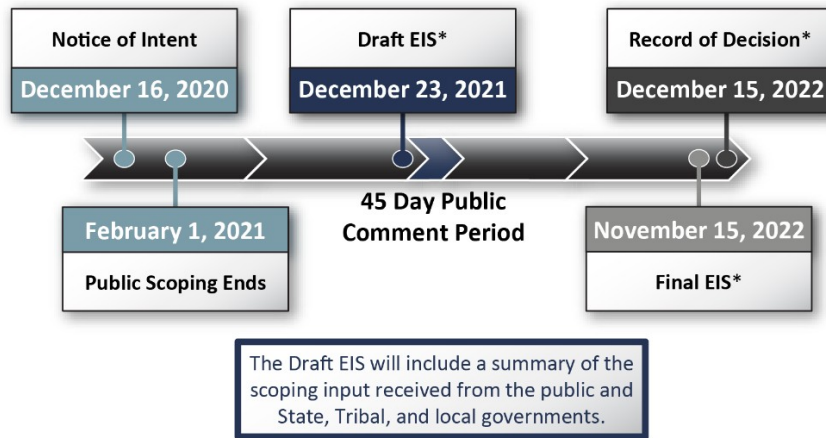 Notice of Intent
December 16, 2020
Draft EIS*
December 23, 2021
Record of Decision*
December 15, 2022
February 1, 2021
Public Scoping Ends
45 Day Public
Comment Period
November 15, 2022
Final EIS*
The Draft EIS will include a summary of the
scoping input received from the public and
State, Tribal, and local governments.